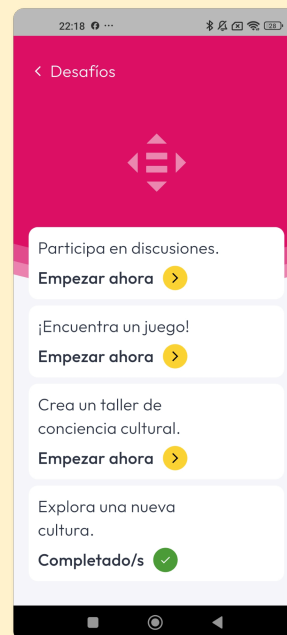 22:18 ...
28
Desafíos
Participa en discusiones.
Empezar ahora
¡Encuentra un juego!
Empezar ahora
Crea un taller de
conciencia cultural.
Empezar ahora
Explora una nueva
cultura.
Completado/s